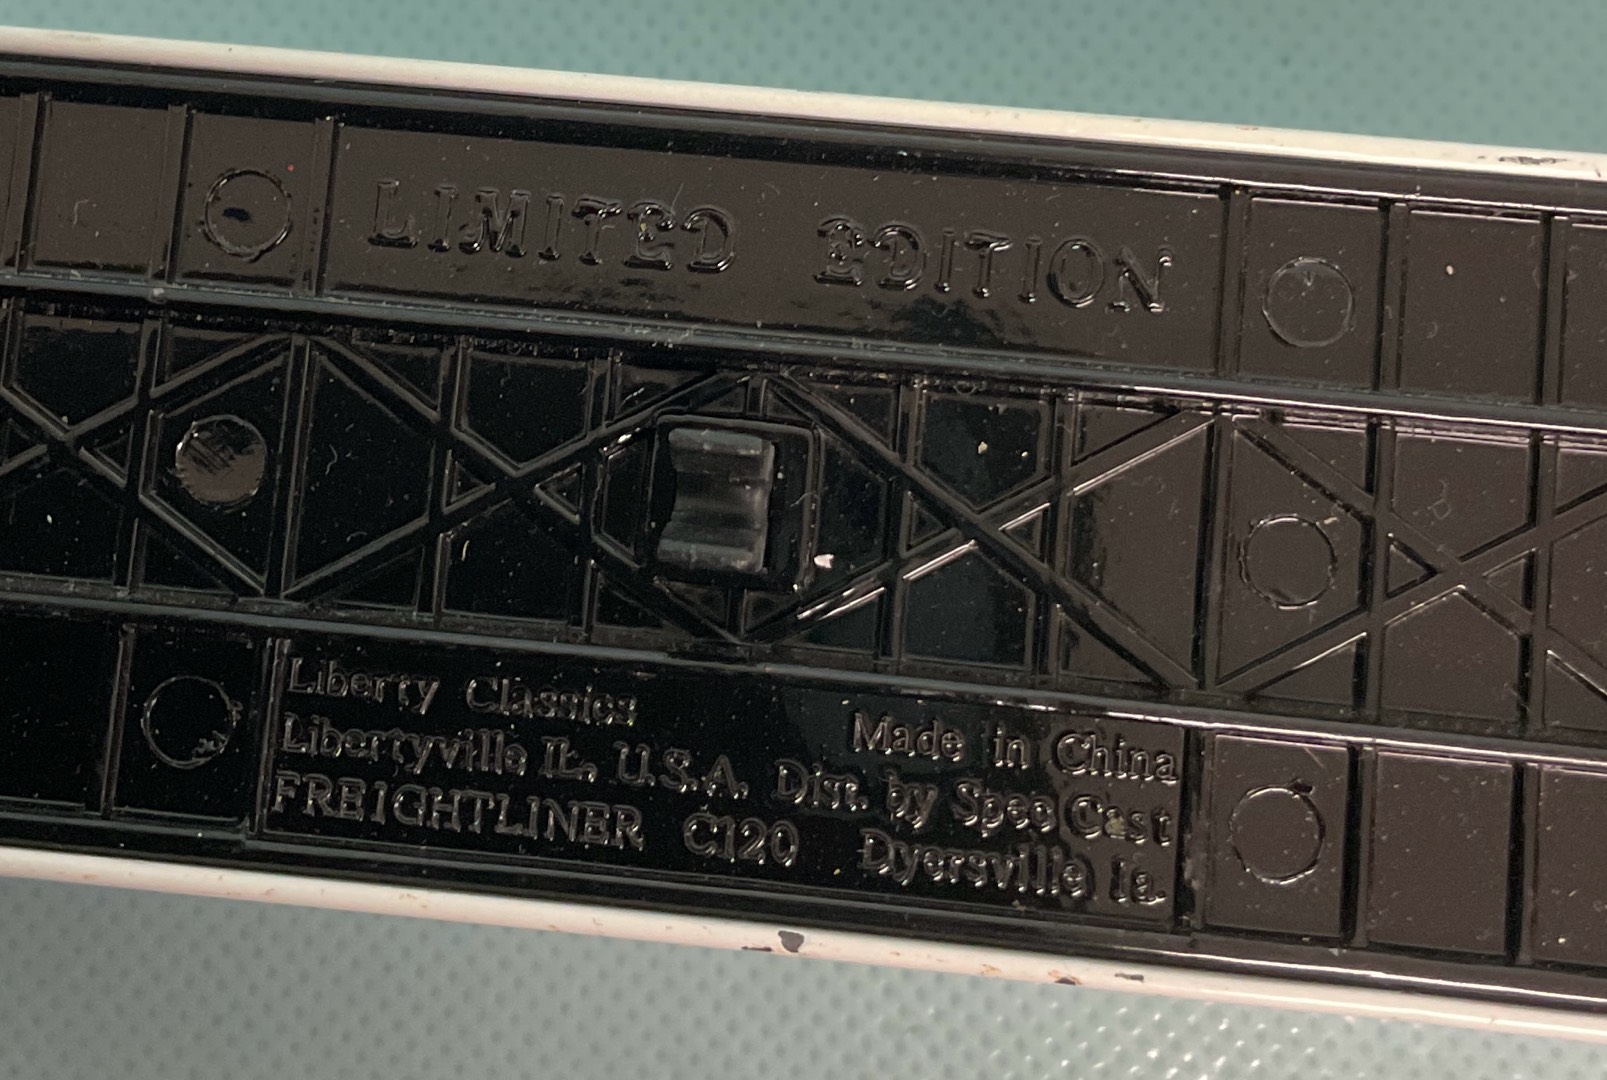 LIMITED EDITION
Liberty Classics
Libertyville IL. U.S.A.
FREIGHTLINER C120
Made in China
Dist. by Spec Cast
Dyersville Ia.